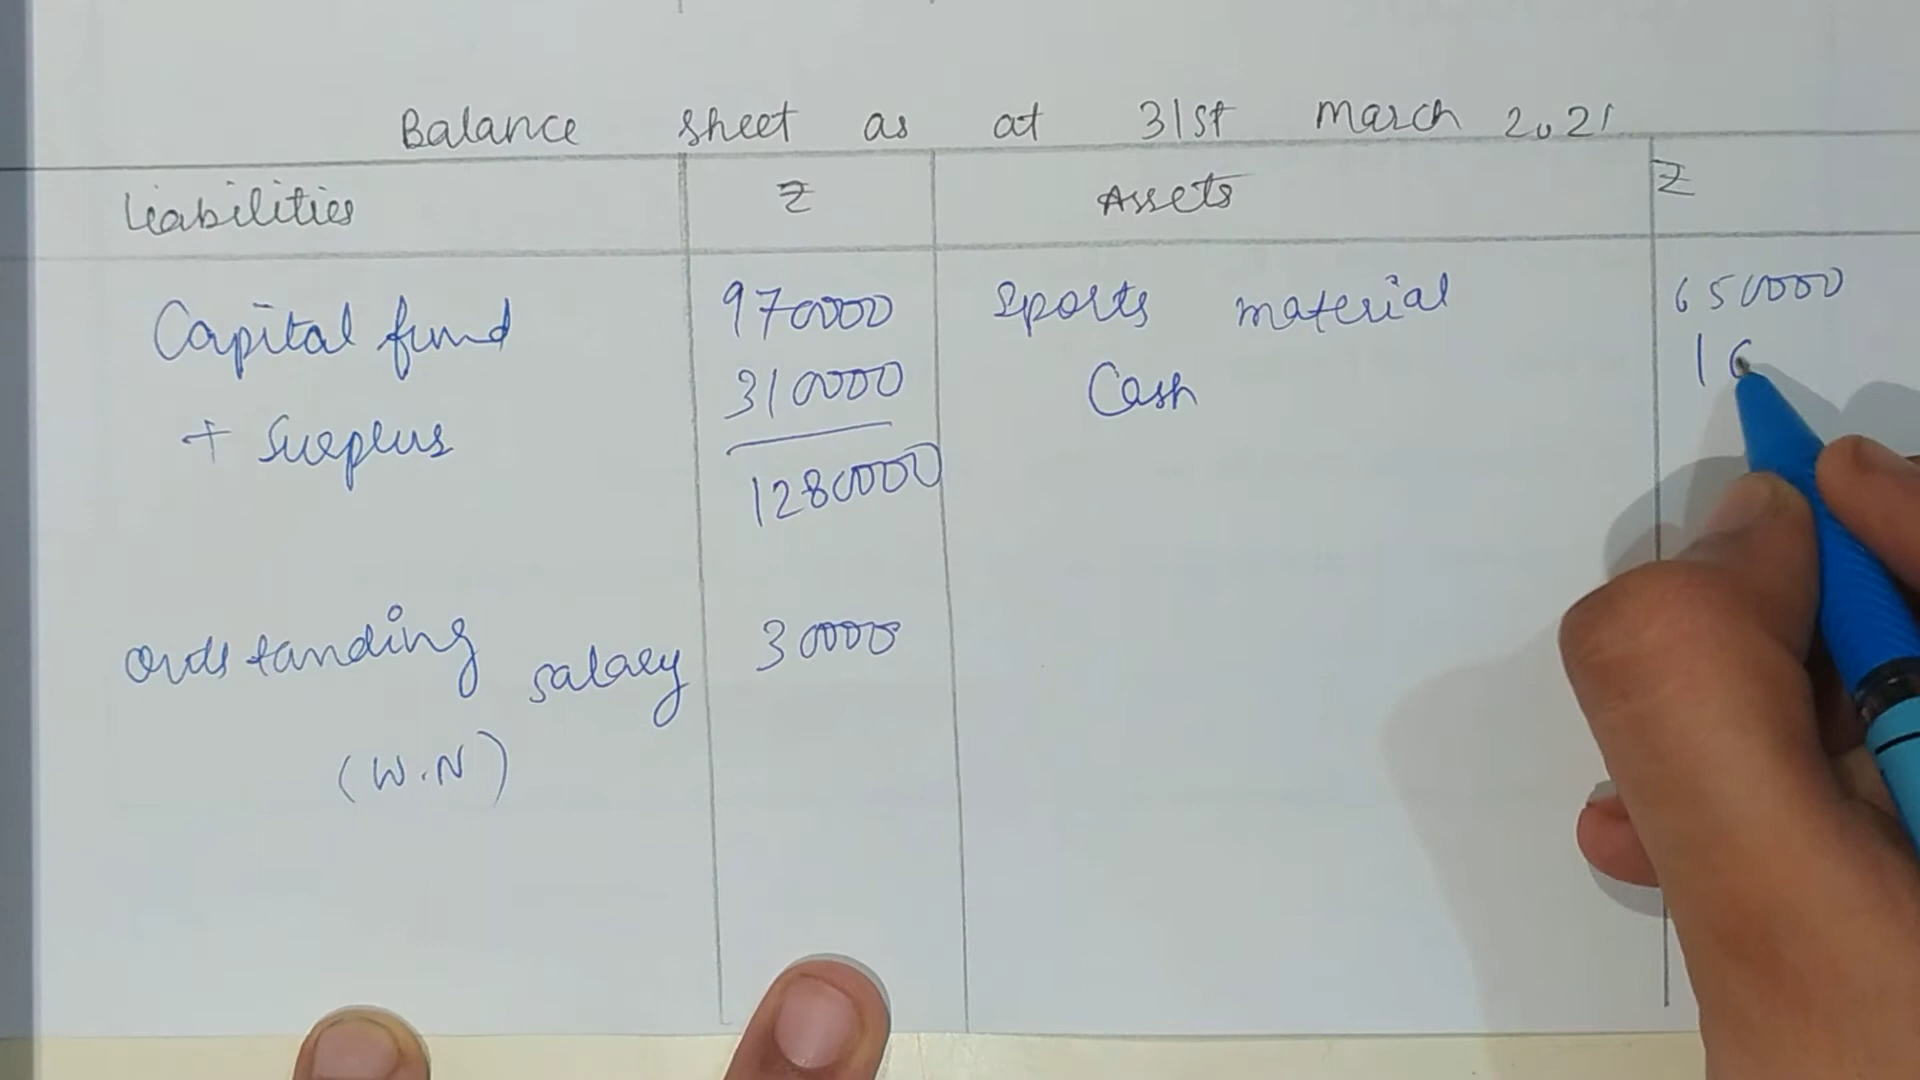 Balance sheet as at 31st march 2021
Liabilities ₹ Assets ₹
Capital fund 970000 Sports material 650000
+ Surplus 310000 Cash 16
1280000
outstanding salary 30000
(W.N)